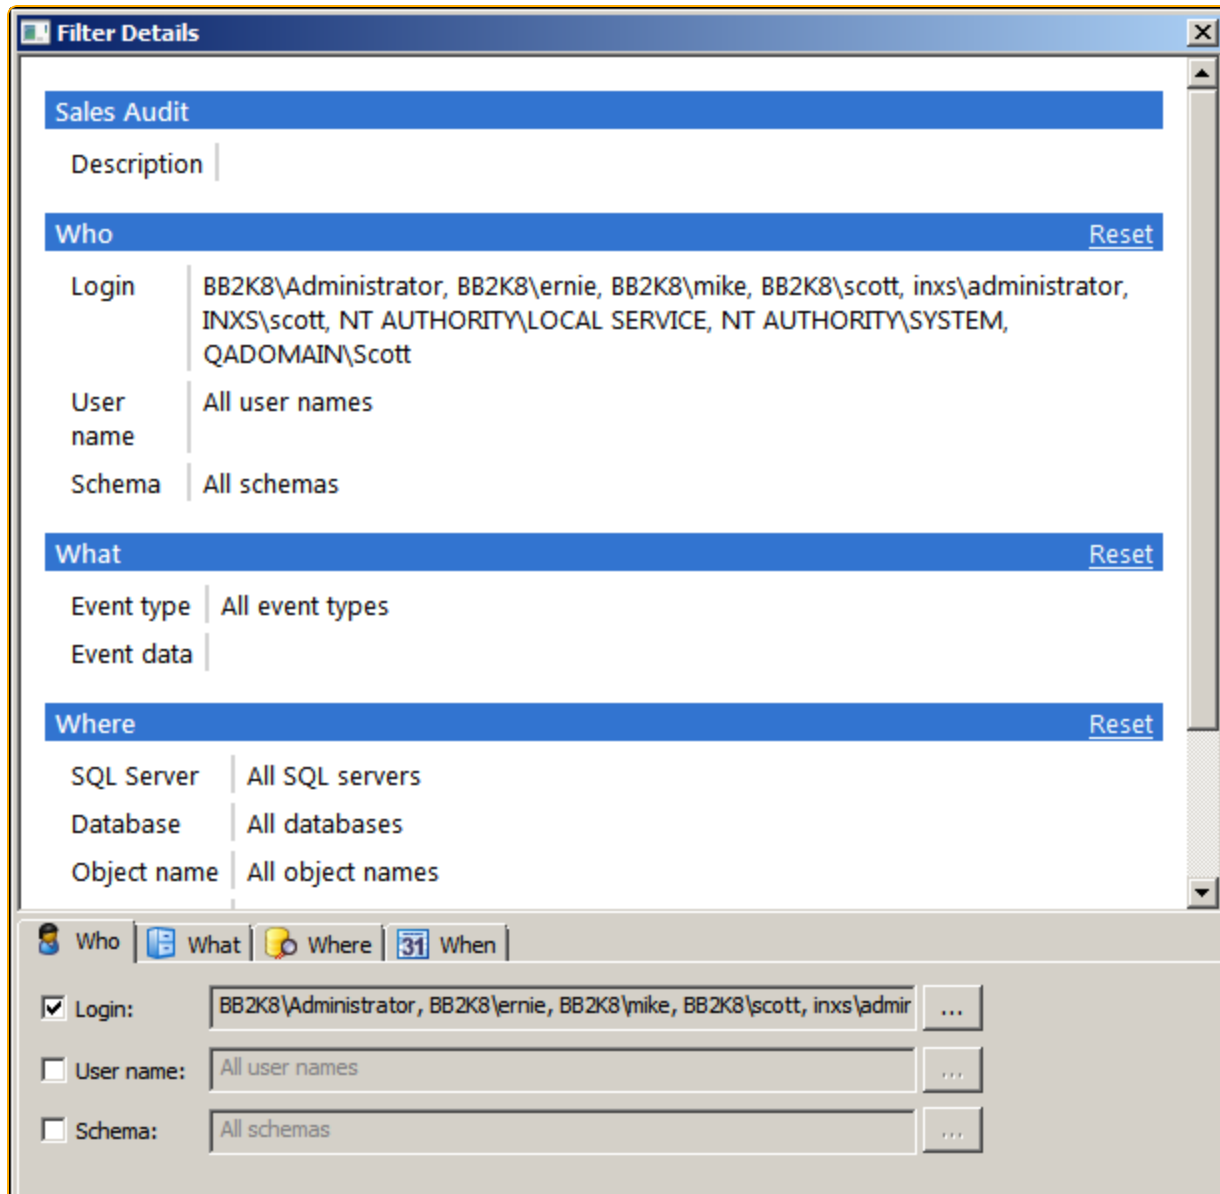 Filter Details
Sales Audit
Description
Who Reset
Login BB2K8\Administrator, BB2K8\ernie, BB2K8\mike, BB2K8\scott, inxs\administrator,
INXS\scott, NT AUTHORITY\LOCAL SERVICE, NT AUTHORITY\SYSTEM,
QADOMAIN\Scott
User All user names
name
Schema All schemas
What Reset
Event type All event types
Event data
Where Reset
SQL Server All SQL servers
Database All databases
Object name All object names
Who What Where 31 When
Login: BB2K8\Administrator, BB2K8\ernie, BB2K8\mike, BB2K8\scott, inxs\admir ...
User name: All user names ...
Schema: All schemas ...